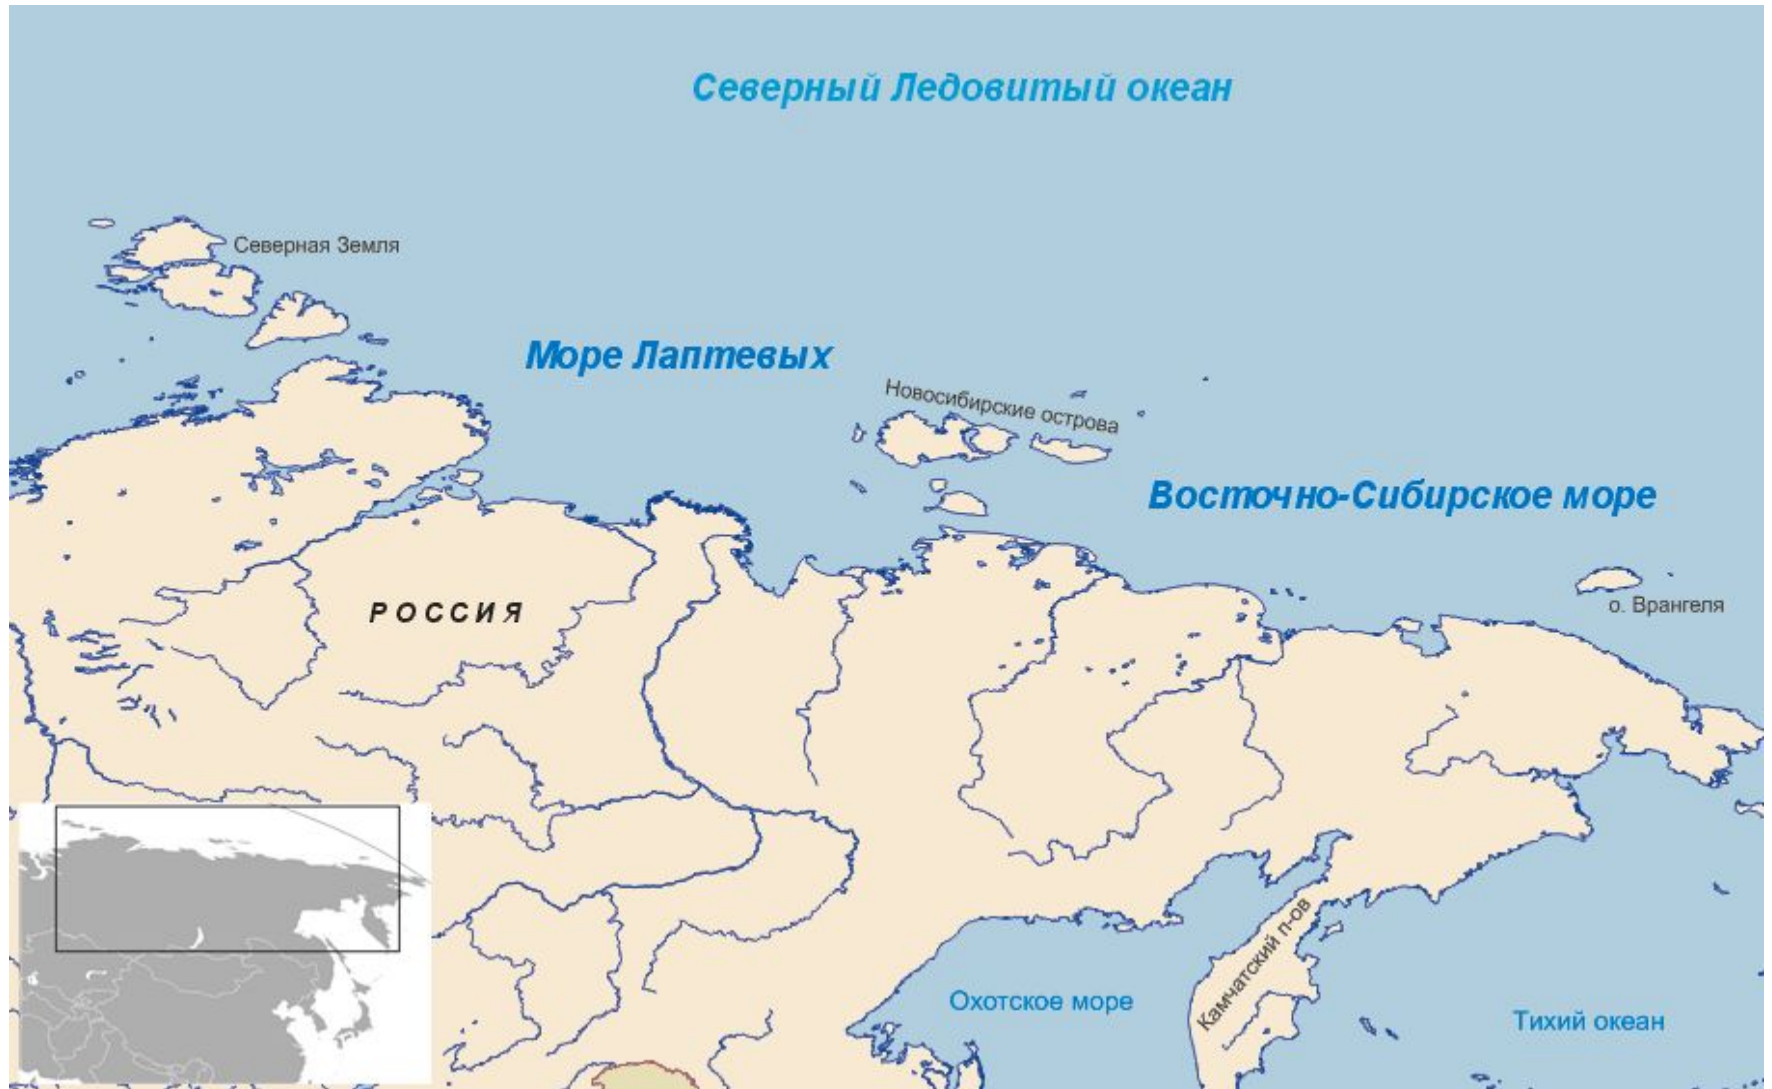 Северный Ледовитый океан
Северная Земля
Море Лаптевых
Новосибирские острова
Восточно-Сибирское море
о. Врангеля
РОССИЯ
Камчатский п-ов
Охотское море
Тихий океан